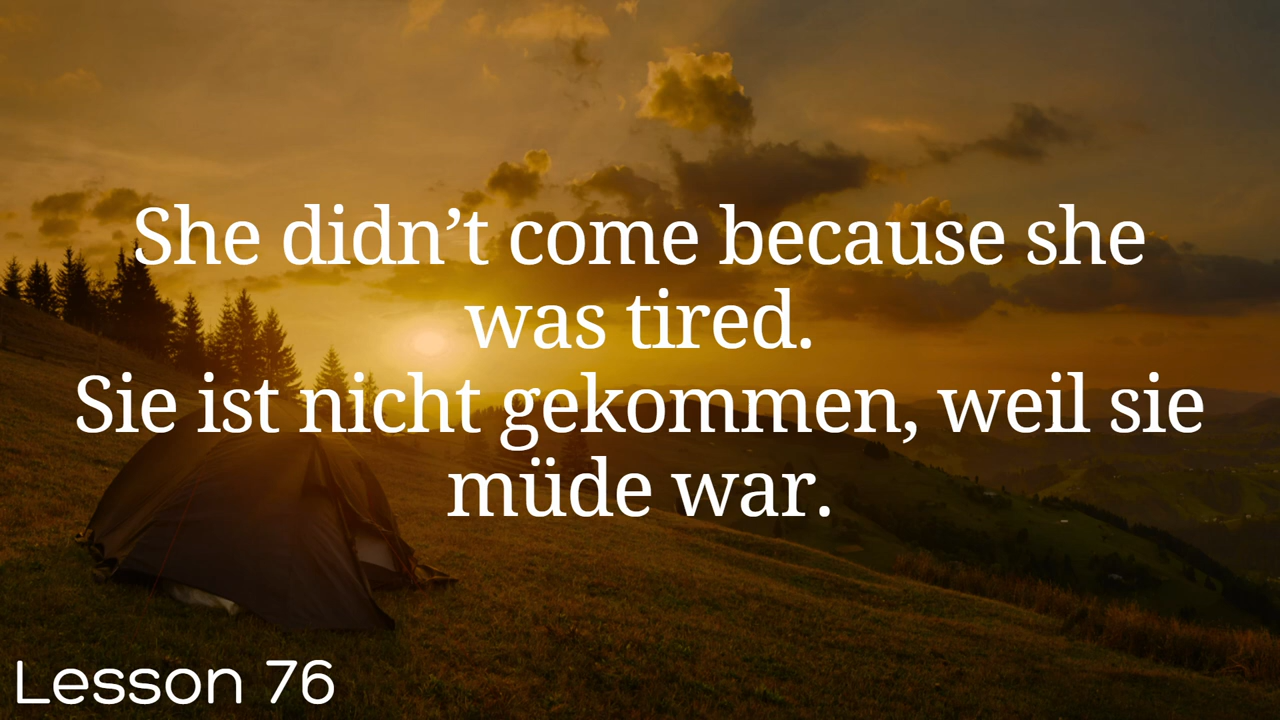 She didn’t come because she
was tired.
Sie ist nicht gekommen, weil sie
müde war.
Lesson 76